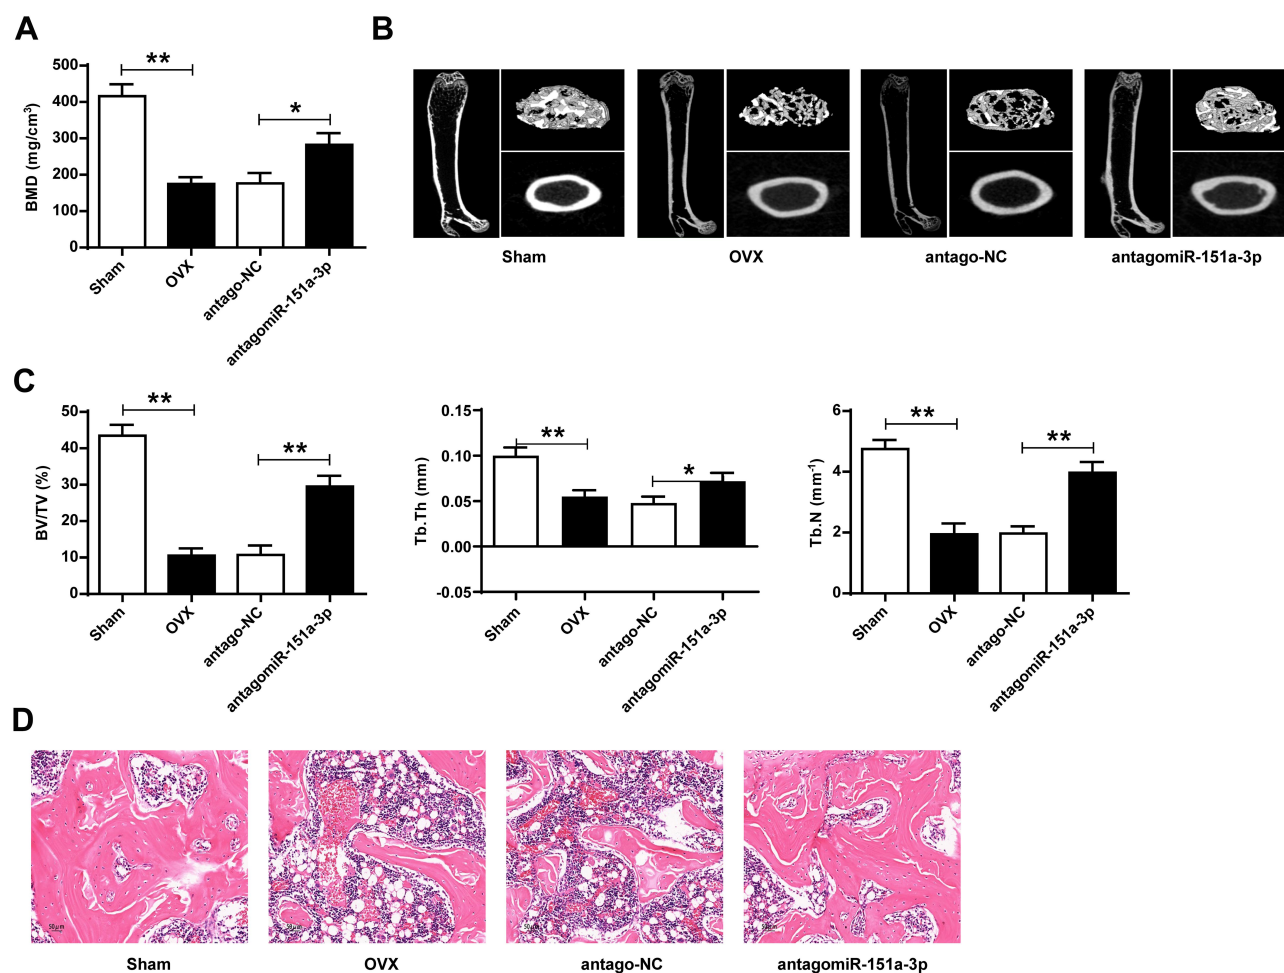 A
B
500
400
300
200
100
0
BMD (mg/cm³)
**
*
Sham
OVX
antago-NC
antagomiR-151a-3p
Sham
OVX
antago-NC
antagomiR-151a-3p
C
50
40
30
20
10
0
BV/TV (%)
**
**
Sham
OVX
antago-NC
antagomiR-151a-3p
0.15
0.10
0.05
0.00
-0.05
Tb.Th (mm)
**
*
Sham
OVX
antago-NC
antagomiR-151a-3p
6
4
2
0
Tb.N (mm⁻¹)
**
**
Sham
OVX
antago-NC
antagomiR-151a-3p
D
50μm
50μm
50μm
50μm
Sham
OVX
antago-NC
antagomiR-151a-3p